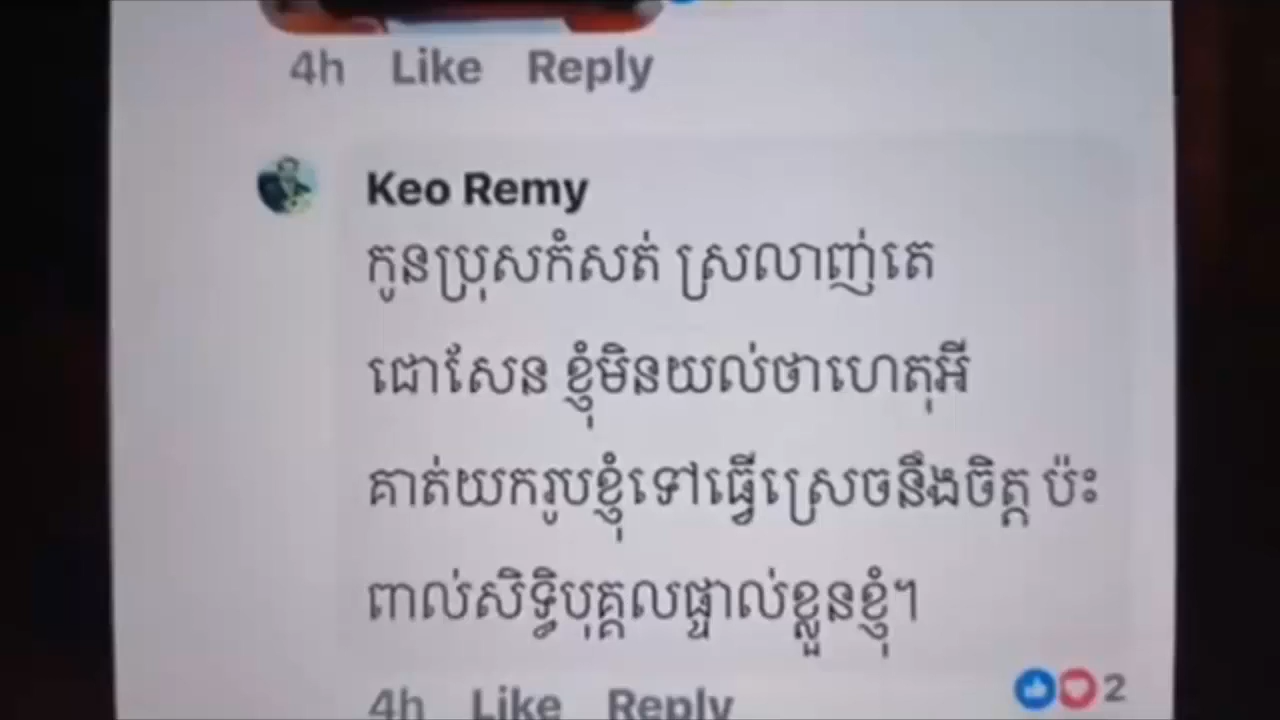 4h Like Reply
Keo Remy
កូនប្រុសកំសត់ ស្រលាញ់តេ
ជោសែន ខ្ញុំមិនយល់ថាហេតុអី
គាត់យករូបខ្ញុំទៅធ្វើស្រេចនឹងចិត្ត ប៉ះ
ពាល់សិទ្ធិបុគ្គលផ្ទាល់ខ្លួនខ្ញុំ។
4h Like Reply 2